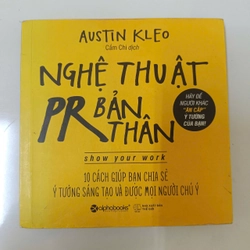 AUSTIN KLEO
Cẩm Chi dịch
NGHỆ THUẬT
PR BẢN THÂN
HÃY ĐỂ
NGƯỜI KHÁC
"ĂN CẮP"
Ý TƯỞNG
CỦA BẠN!
show your work
10 CÁCH GIÚP BẠN CHIA SẺ
Ý TƯỞNG SÁNG TẠO VÀ ĐƯỢC MỌI NGƯỜI CHÚ Ý
alphabooks